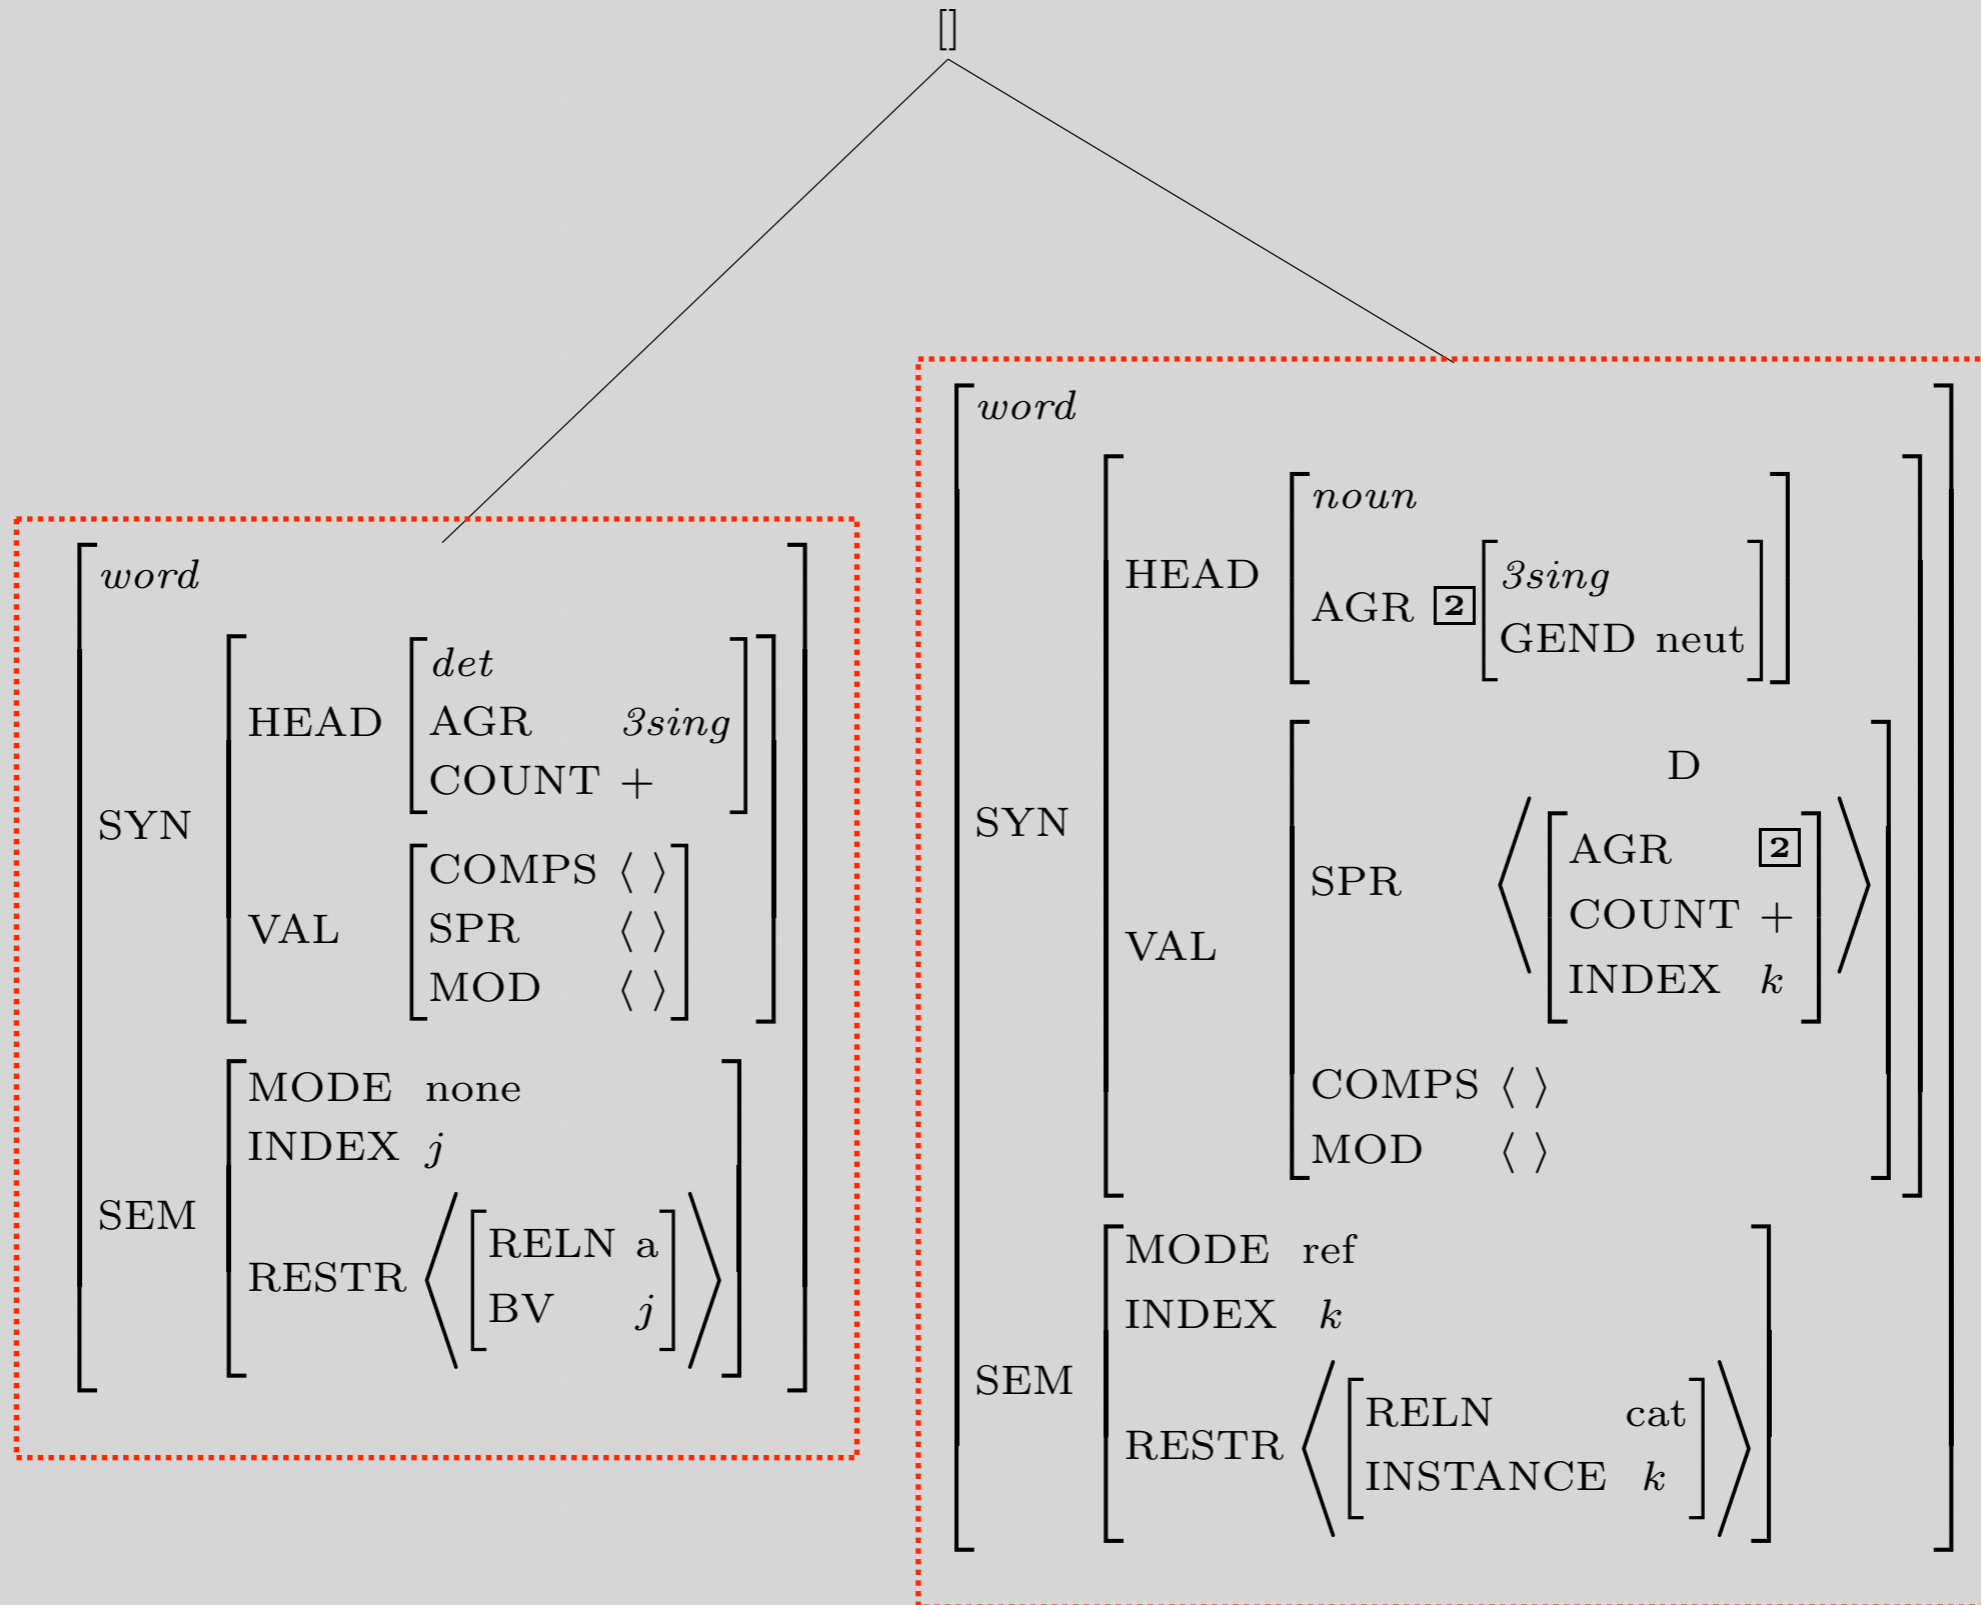 []
word
SYN
HEAD
det
AGR 3sing
COUNT +
VAL
COMPS ⟨ ⟩
SPR ⟨ ⟩
MOD ⟨ ⟩
SEM
MODE none
INDEX j
RESTR
RELN a
BV j
word
SYN
HEAD
noun
AGR 2
3sing
GEND neut
VAL
SPR
D
AGR 2
COUNT +
INDEX k
COMPS ⟨ ⟩
MOD ⟨ ⟩
SEM
MODE ref
INDEX k
RESTR
RELN cat
INSTANCE k